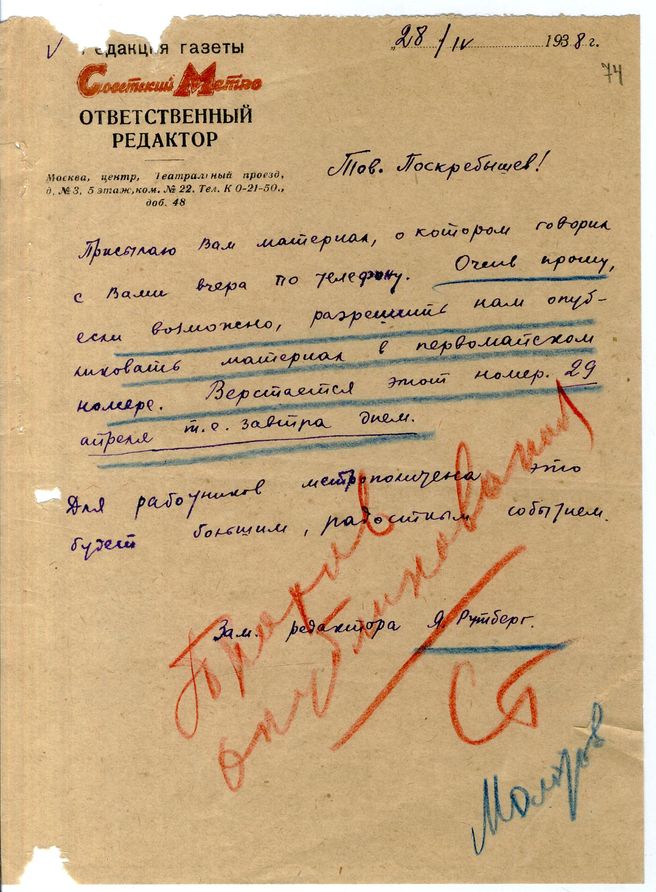 Редакция газеты
Советский Метро
ОТВЕТСТВЕННЫЙ
РЕДАКТОР
Москва, центр, Театральный проезд,
д. № 3, 5 этаж, ком. № 22. Тел. К 0-21-50.,
доб. 48
„28 / IV 1938 г.
74
Тов. Поскребышев!
Присылаю Вам материал, о котором говорил
с Вами вчера по телефону. Очень прошу,
если возможно, разрешить нам опуб-
ликовать материал в первомайском
номере. Верстается этот номер 29
апреля т.е. завтра днем.
Для работников метрополитена это
будет большим, радостным событием.
Зам. редактора Я. Рутберг.
Против
опубликования
Ст
Молотов